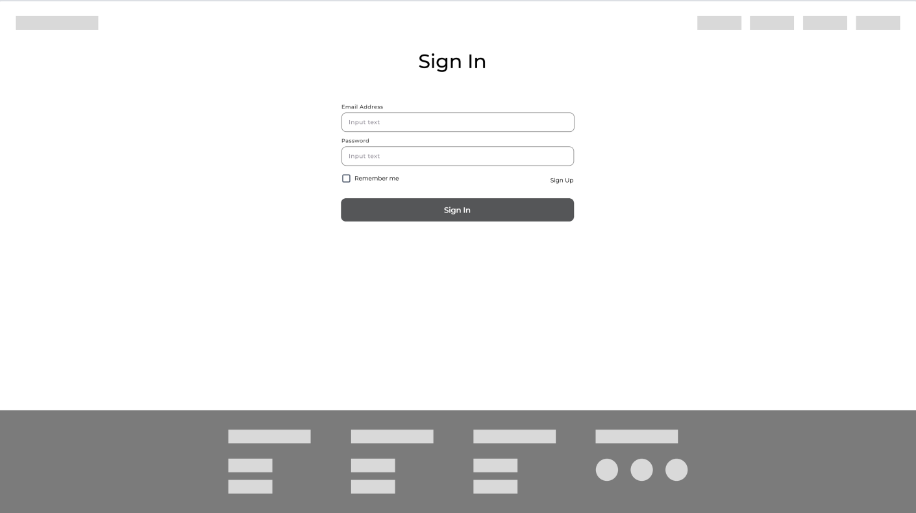 Sign In
Email Address
Input text
Password
Input text
Remember me
Sign Up
Sign In